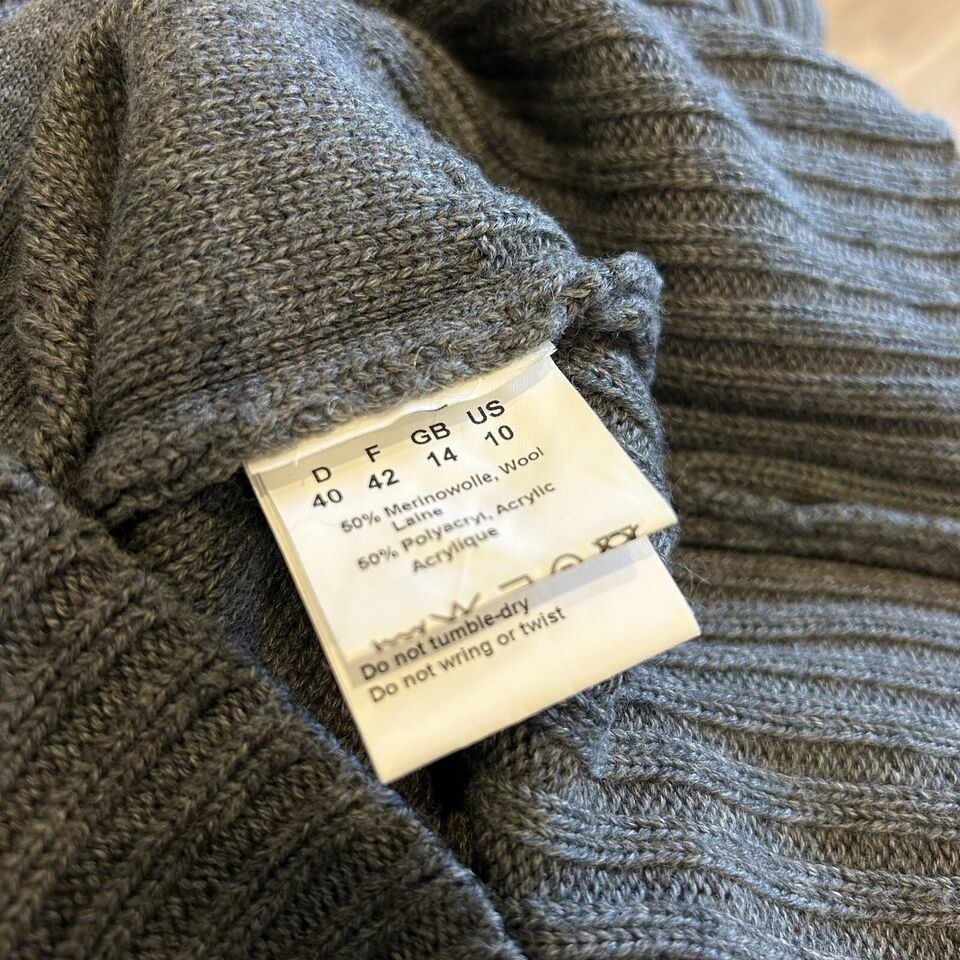 D F GB US
40 42 14 10
50% Merinowolle, Wool
Laine
50% Polyacryl, Acrylic
Acrylique
Do not tumble-dry
Do not wring or twist